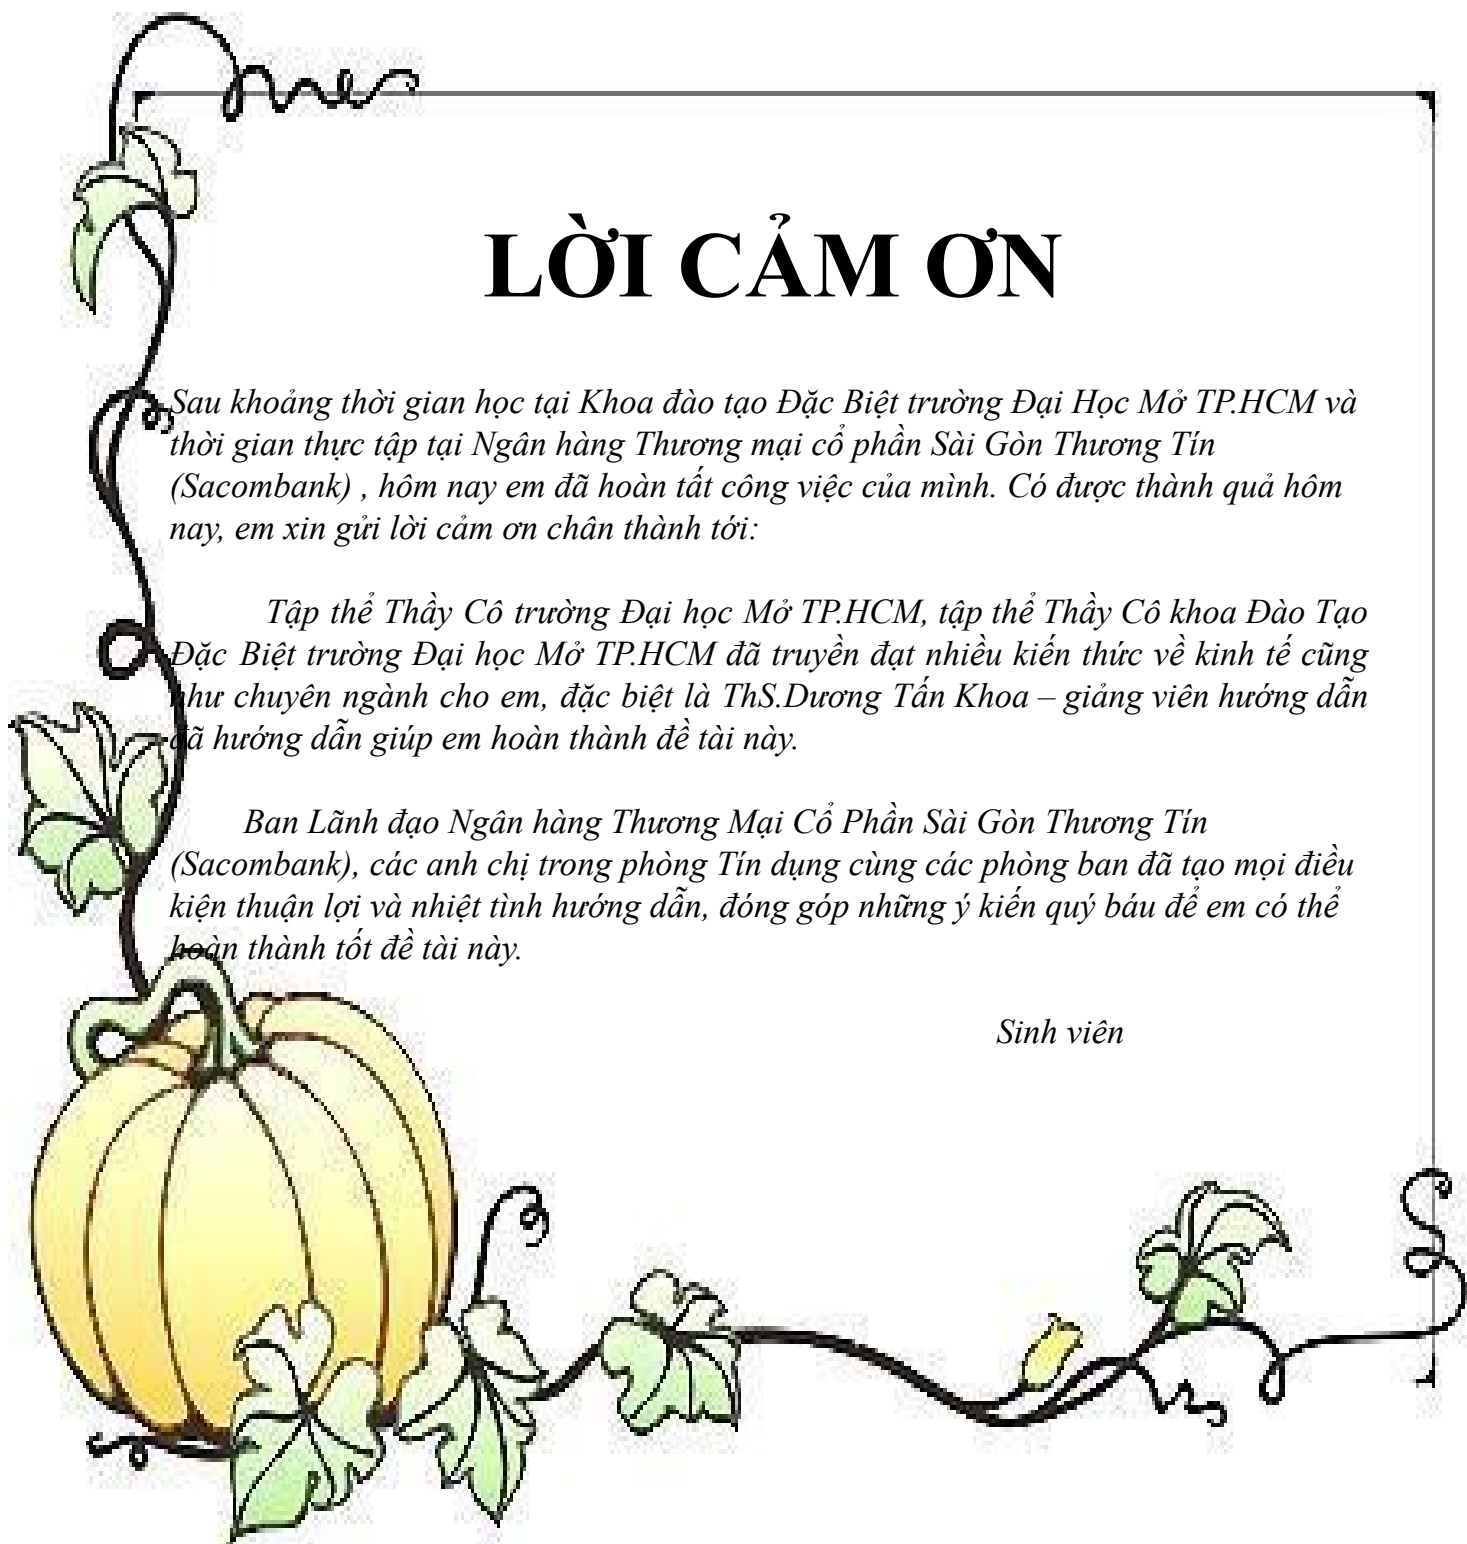 LỜI CẢM ƠN
Sau khoảng thời gian học tại Khoa đào tạo Đặc Biệt trường Đại Học Mở TP.HCM và
thời gian thực tập tại Ngân hàng Thương mại cổ phần Sài Gòn Thương Tín
(Sacombank) , hôm nay em đã hoàn tất công việc của mình. Có được thành quả hôm
nay, em xin gửi lời cảm ơn chân thành tới:
Tập thể Thầy Cô trường Đại học Mở TP.HCM, tập thể Thầy Cô khoa Đào Tạo
Đặc Biệt trường Đại học Mở TP.HCM đã truyền đạt nhiều kiến thức về kinh tế cũng
như chuyên ngành cho em, đặc biệt là ThS.Dương Tấn Khoa – giảng viên hướng dẫn
đã hướng dẫn giúp em hoàn thành đề tài này.
Ban Lãnh đạo Ngân hàng Thương Mại Cổ Phần Sài Gòn Thương Tín
(Sacombank), các anh chị trong phòng Tín dụng cùng các phòng ban đã tạo mọi điều
kiện thuận lợi và nhiệt tình hướng dẫn, đóng góp những ý kiến quý báu để em có thể
hoàn thành tốt đề tài này.
Sinh viên